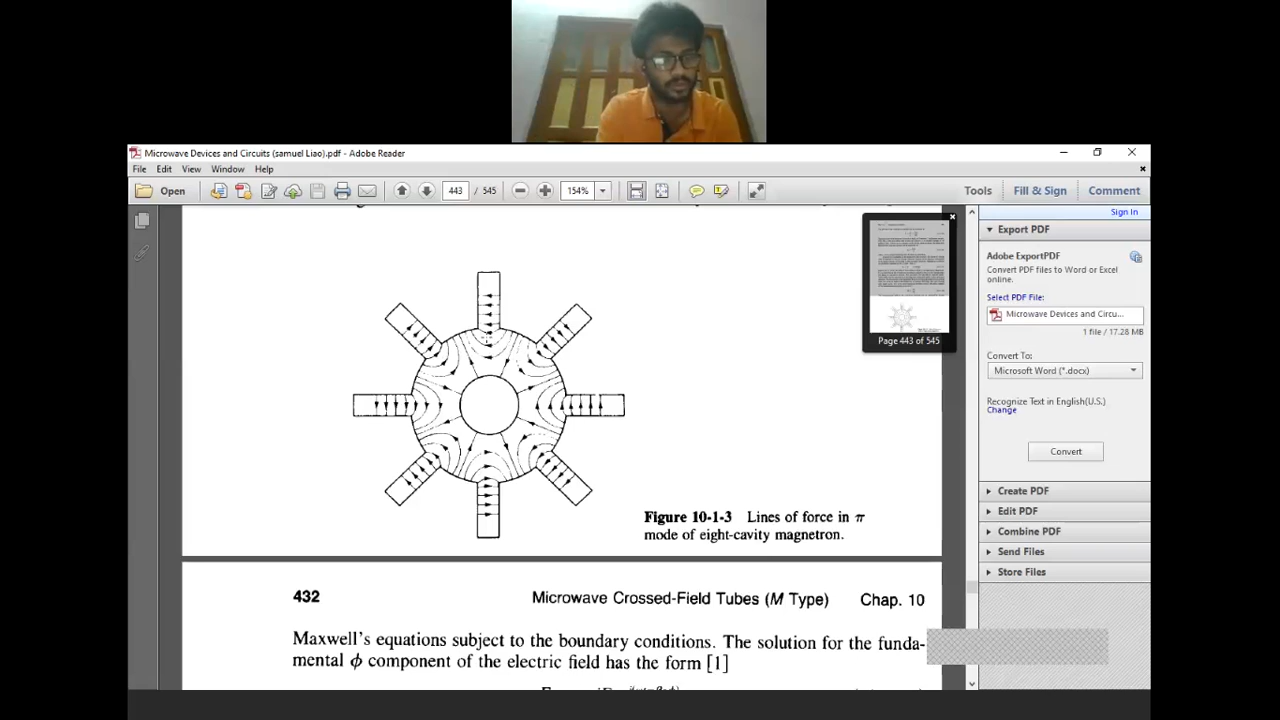 Microwave Devices and Circuits (samuel Liao).pdf - Adobe Reader
File Edit View Window Help
Open 443 / 545 154% Tools Fill & Sign Comment
Sign In
Export PDF
Adobe ExportPDF
Convert PDF files to Word or Excel
online.
Select PDF File:
Microwave Devices and Circu...
1 file / 17.28 MB
Convert To:
Microsoft Word (*.docx)
Recognize Text in English(U.S.)
Change
Convert
Create PDF
Edit PDF
Combine PDF
Send Files
Store Files
Page 443 of 545
Figure 10-1-3 Lines of force in π
mode of eight-cavity magnetron.
432 Microwave Crossed-Field Tubes (M Type) Chap. 10
Maxwell's equations subject to the boundary conditions. The solution for the funda-
mental ϕ component of the electric field has the form [1]